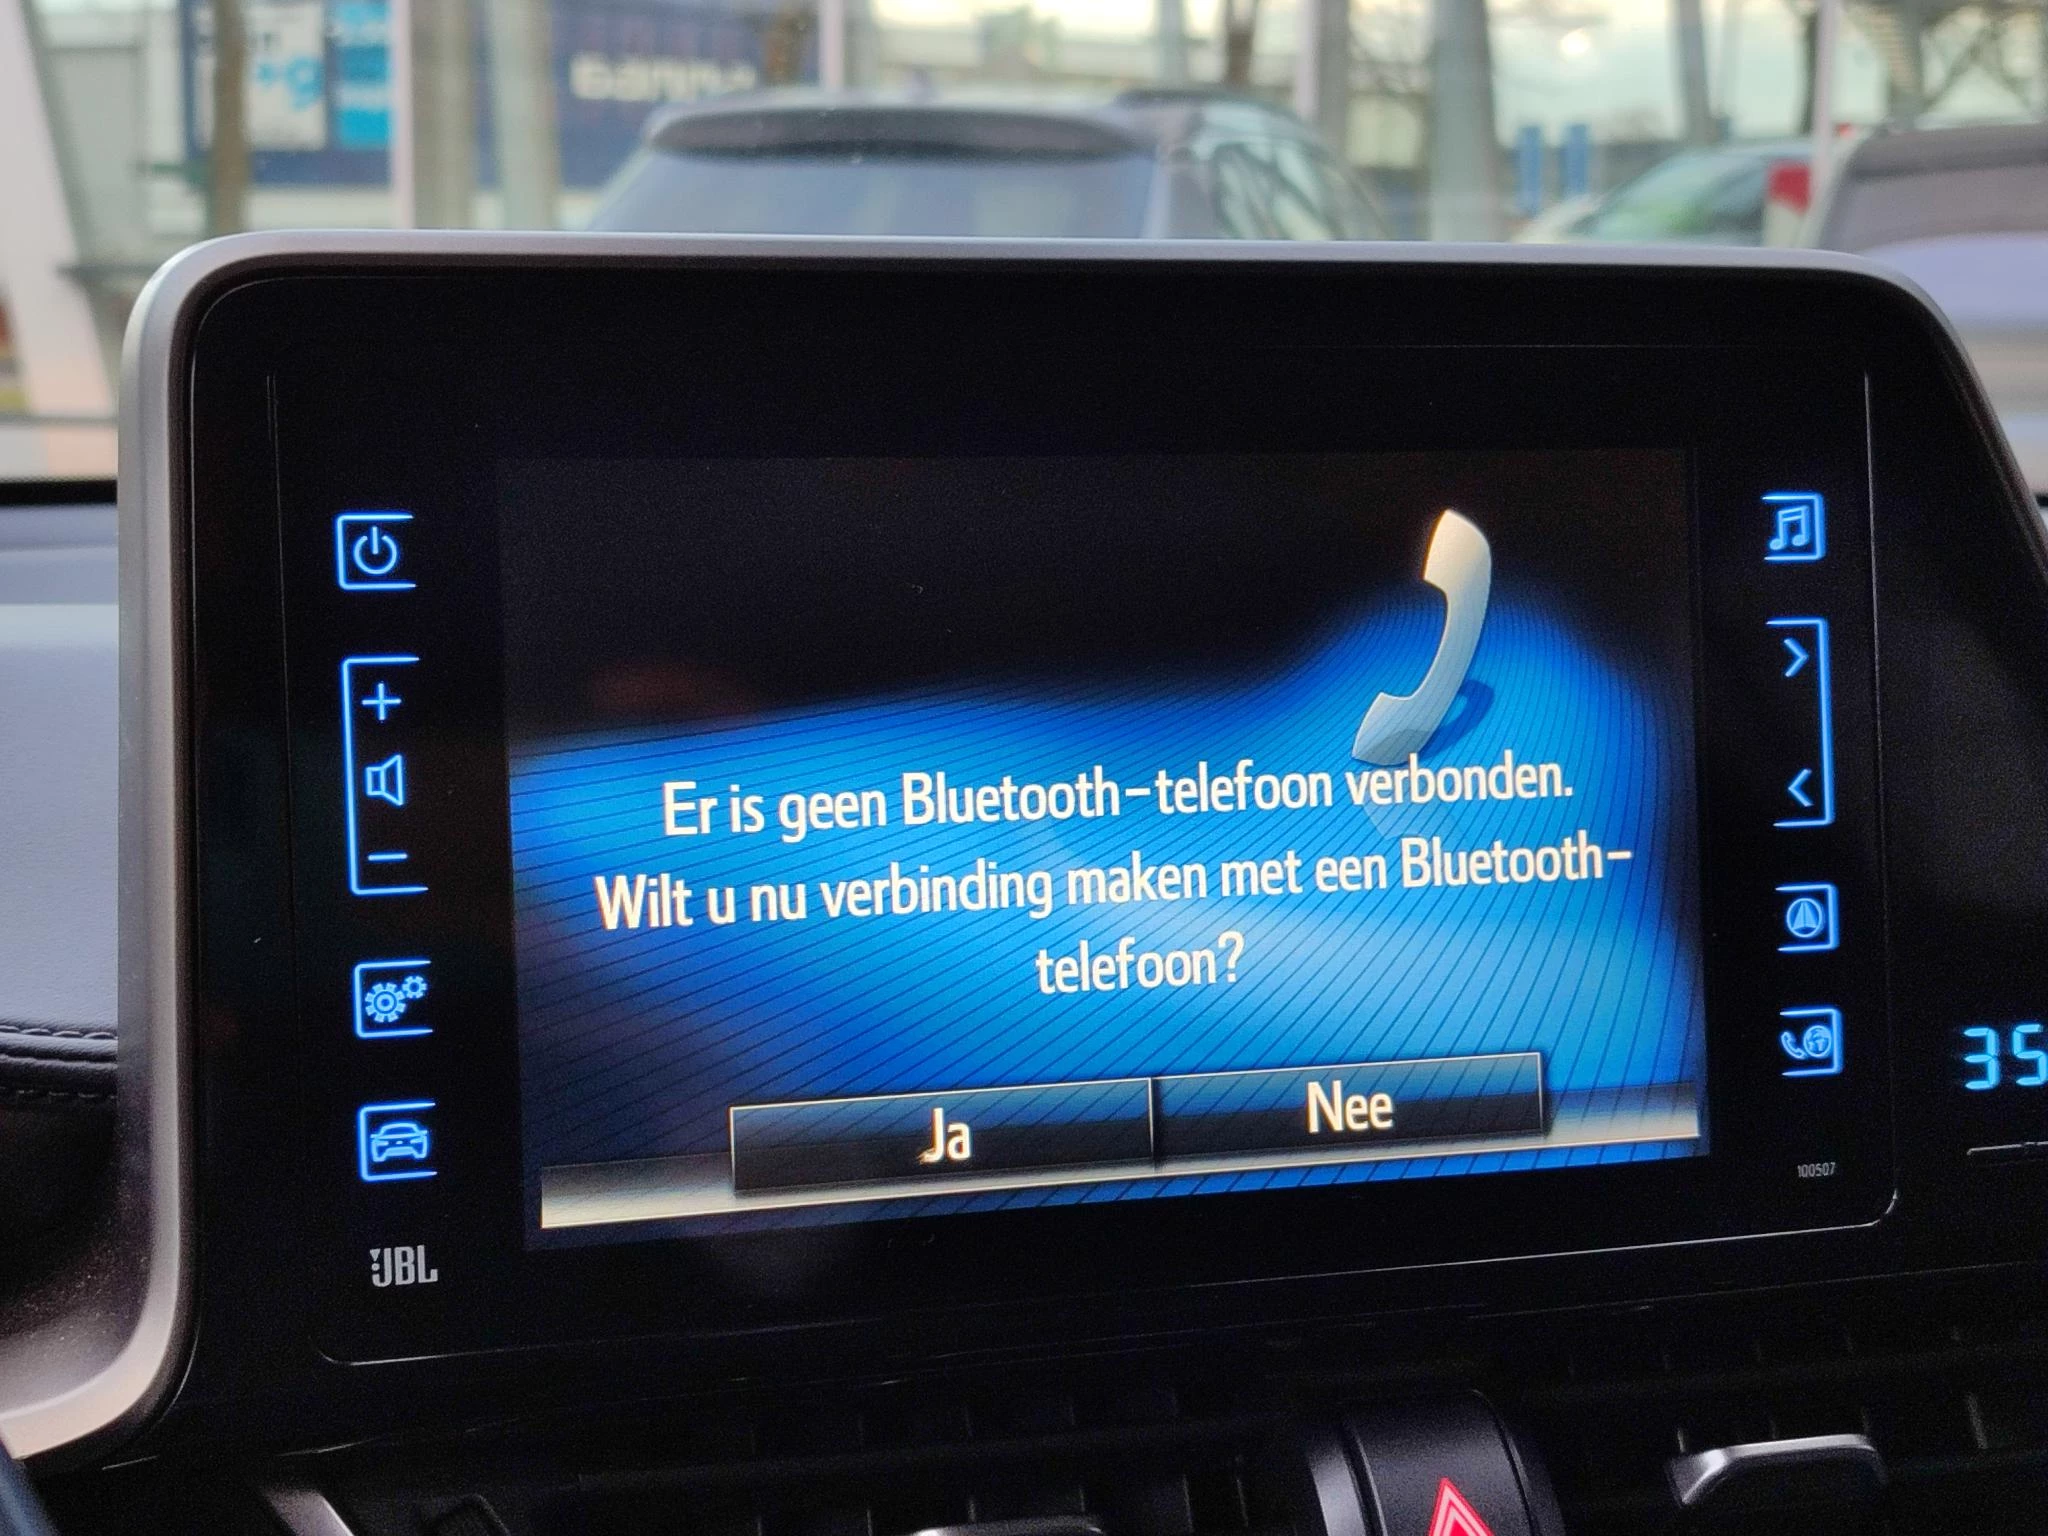 Er is geen Bluetooth-telefoon verbonden.
Wilt u nu verbinding maken met een Bluetooth-
telefoon?
Ja
Nee
35
100507
JBL